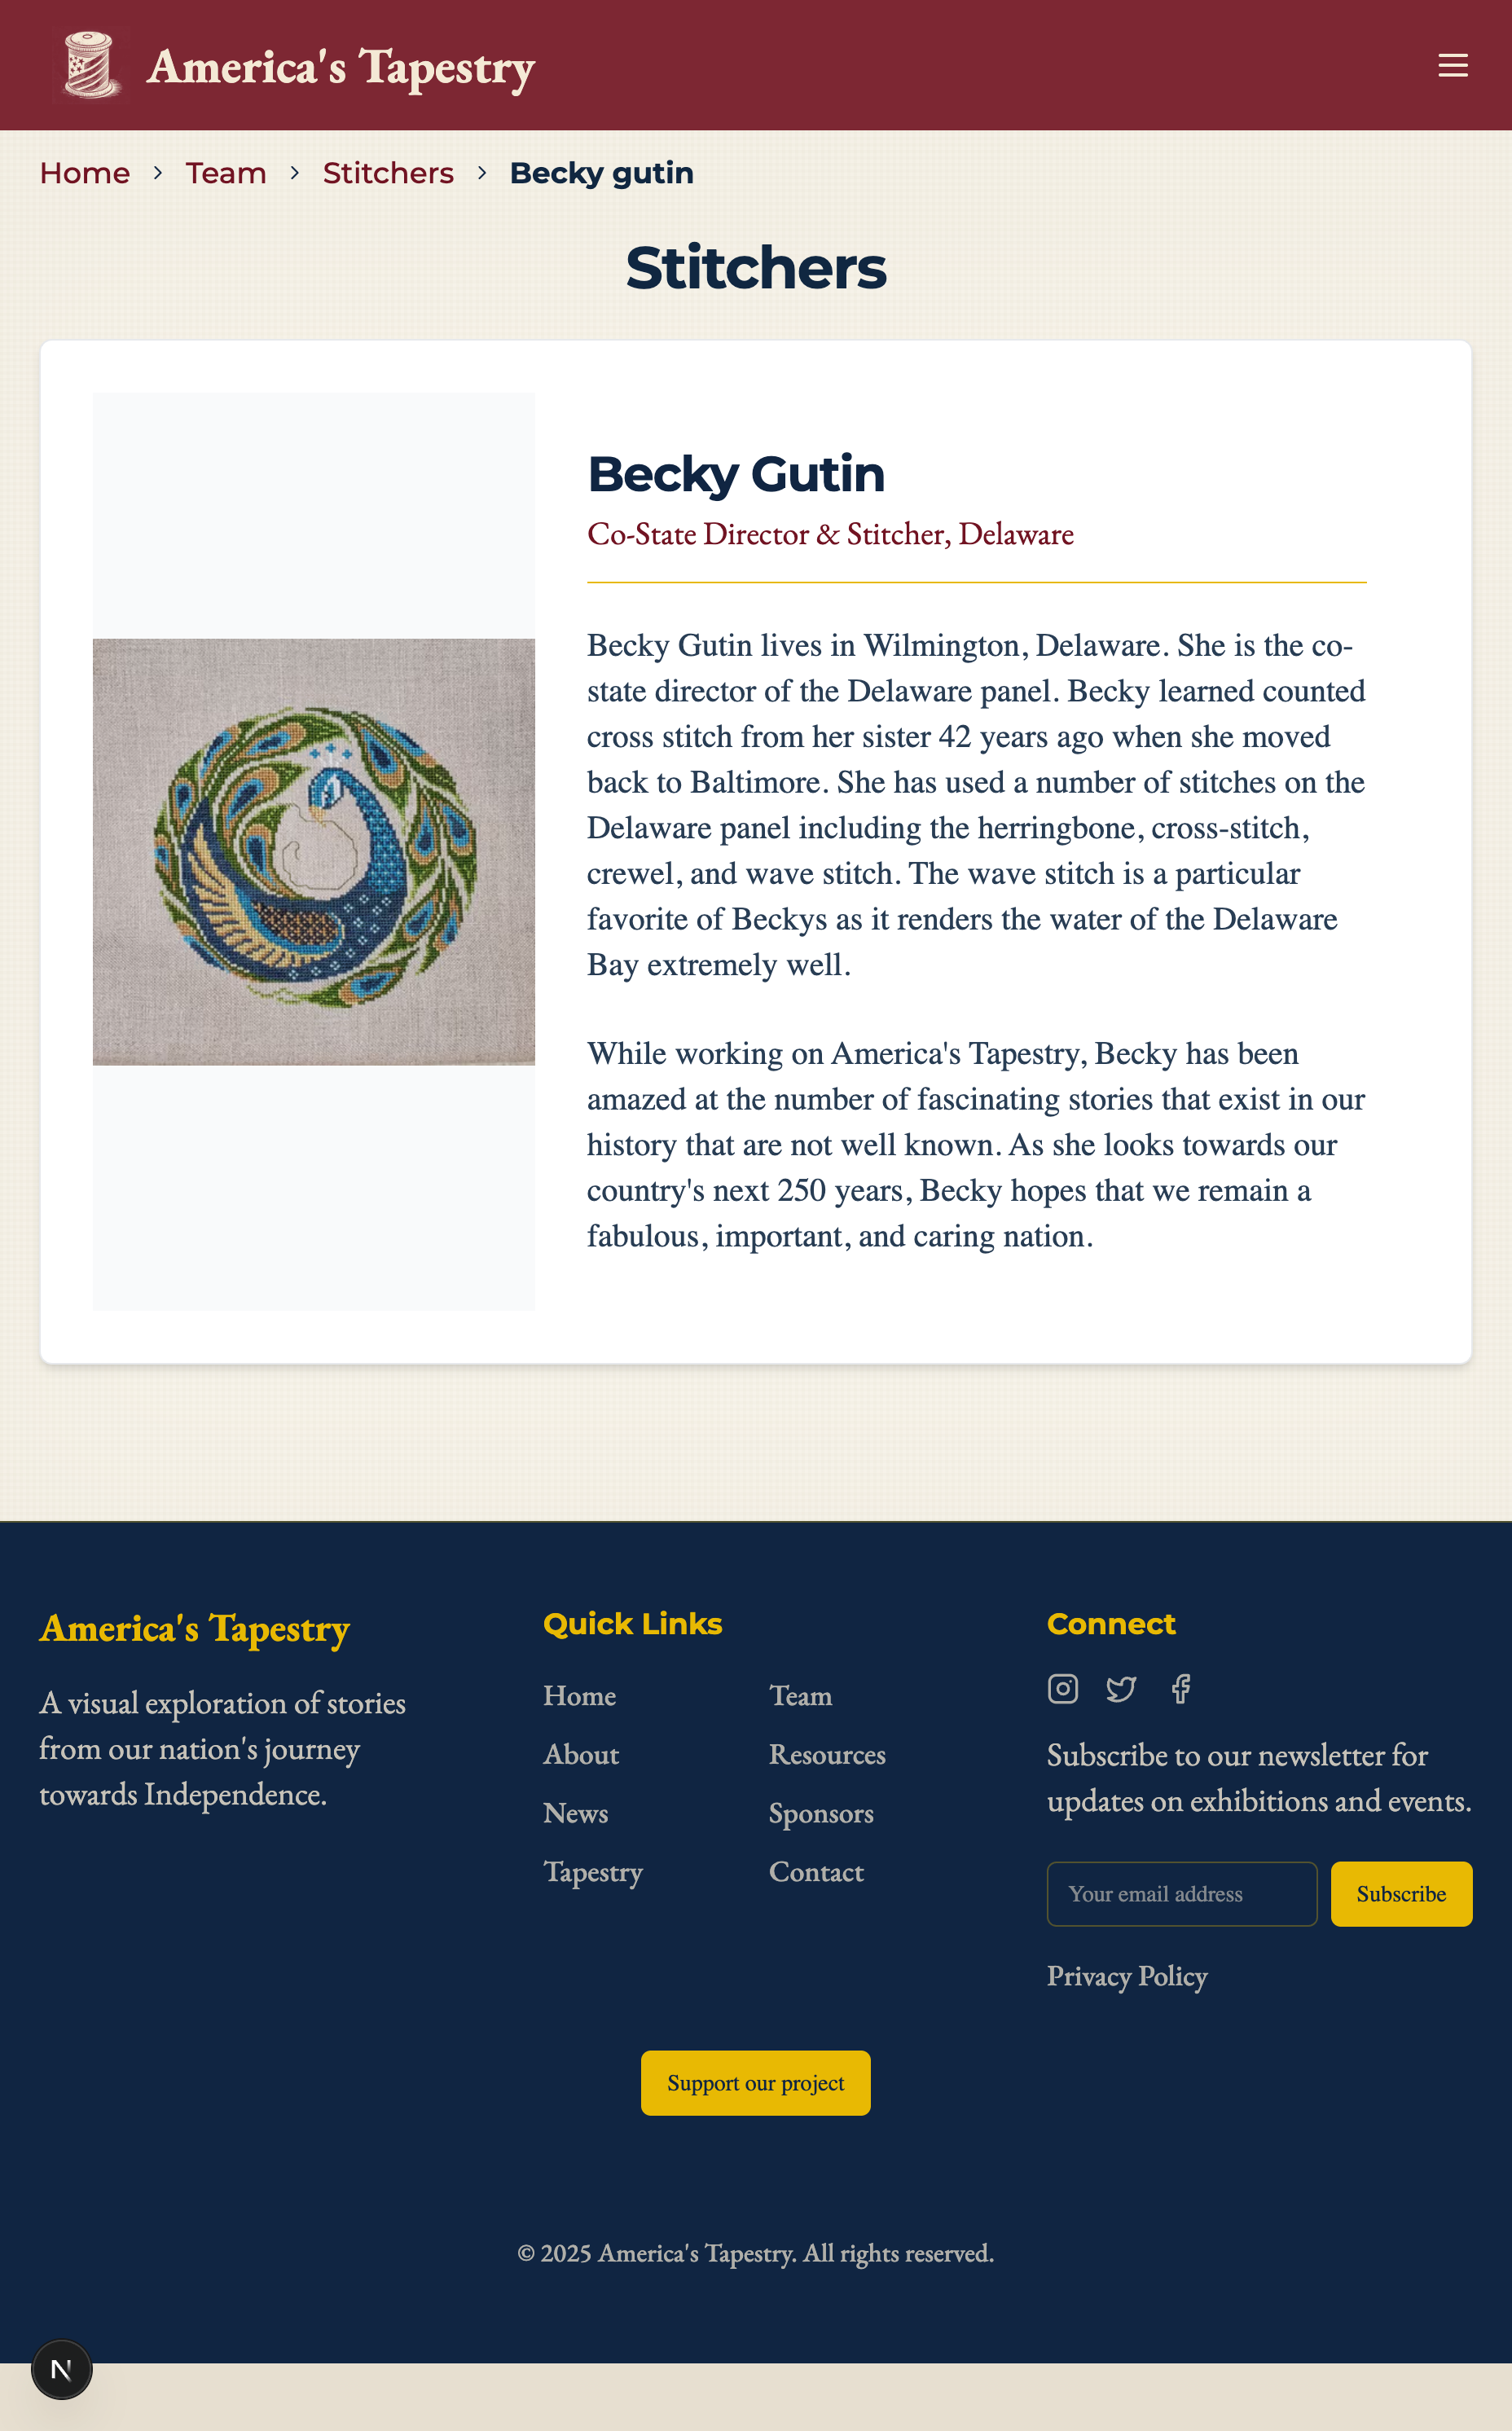 America's Tapestry
Home > Team > Stitchers > Becky gutin
Stitchers
Becky Gutin
Co-State Director & Stitcher, Delaware
Becky Gutin lives in Wilmington, Delaware. She is the co-
state director of the Delaware panel. Becky learned counted
cross stitch from her sister 42 years ago when she moved
back to Baltimore. She has used a number of stitches on the
Delaware panel including the herringbone, cross-stitch,
crewel, and wave stitch. The wave stitch is a particular
favorite of Beckys as it renders the water of the Delaware
Bay extremely well.
While working on America's Tapestry, Becky has been
amazed at the number of fascinating stories that exist in our
history that are not well known. As she looks towards our
country's next 250 years, Becky hopes that we remain a
fabulous, important, and caring nation.
America's Tapestry
A visual exploration of stories
from our nation's journey
towards Independence.
Quick Links
Home
About
News
Tapestry
Team
Resources
Sponsors
Contact
Connect
Subscribe to our newsletter for
updates on exhibitions and events.
Your email address
Subscribe
Privacy Policy
Support our project
© 2025 America's Tapestry. All rights reserved.
N